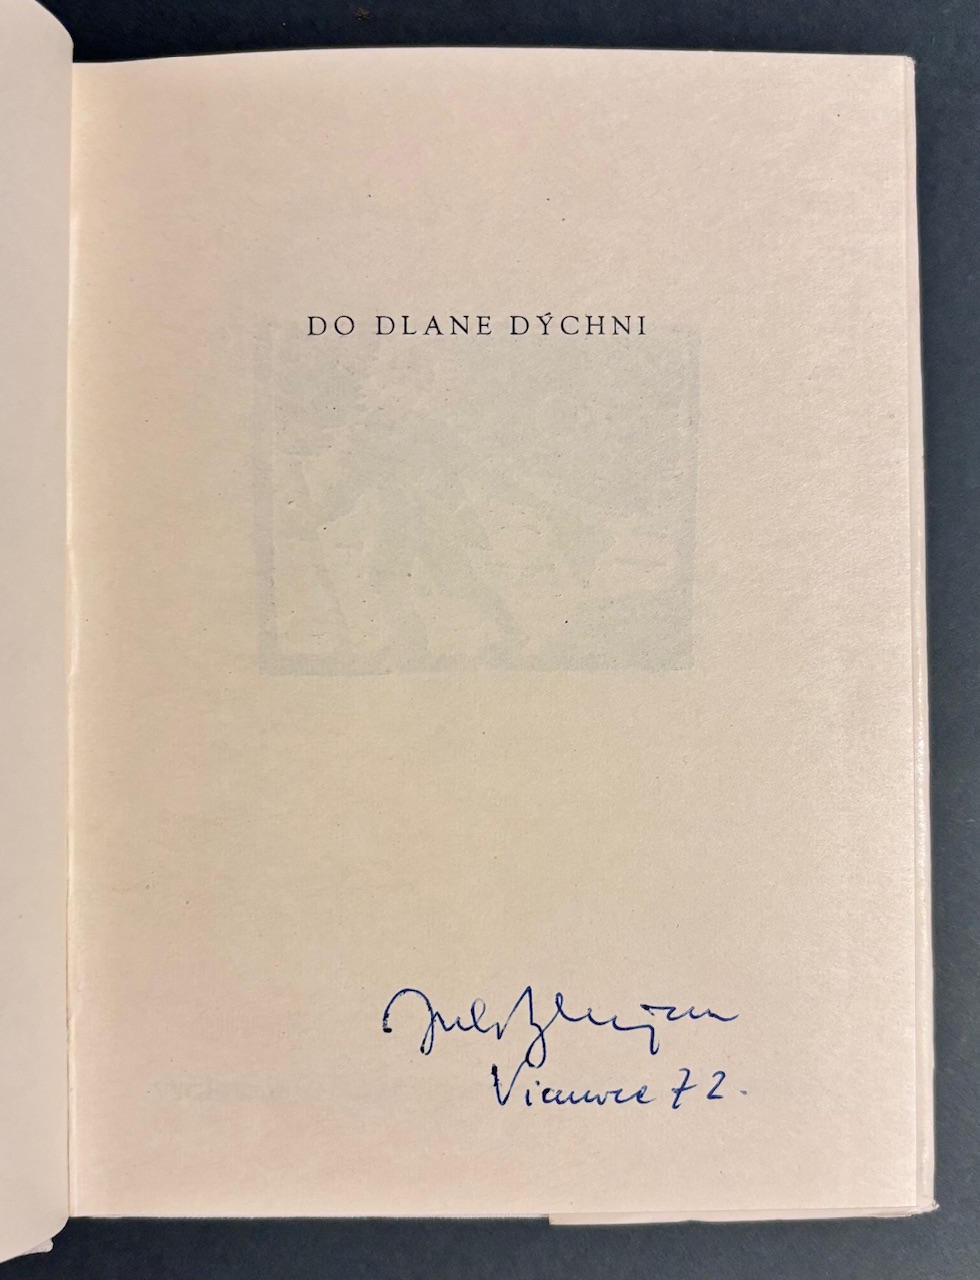 DO DLANE DÝCHNI
Vianoce 72.